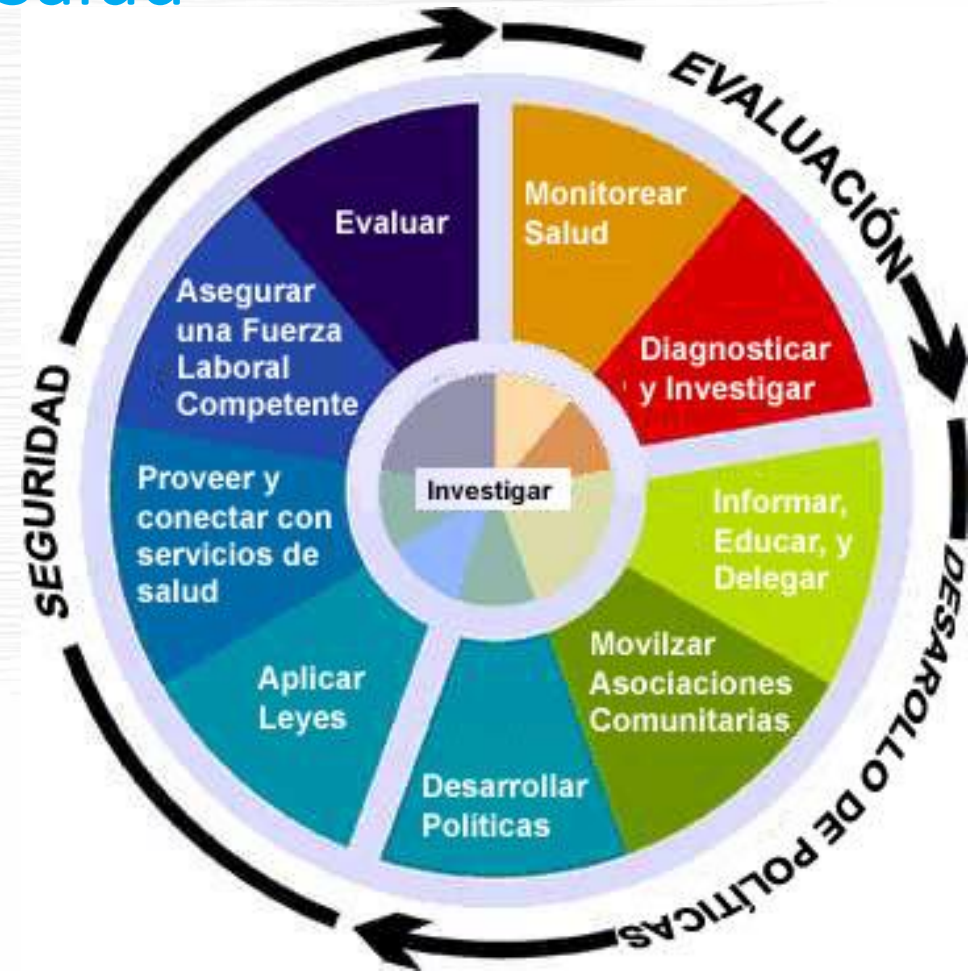 Salud
EVALUACIÓN
Monitorear
Salud
Diagnosticar
y Investigar
DESAROLLO DE POLÍTICAS
Informar,
Educar, y
Delegar
Movilzar
Asociaciones
Comunitarias
Desarrollar
Políticas
SEGURIDAD
Aplicar
Leyes
Proveer y
conectar con
servicios de
salud
Asegurar
una Fuerza
Laboral
Competente
Evaluar
Investigar